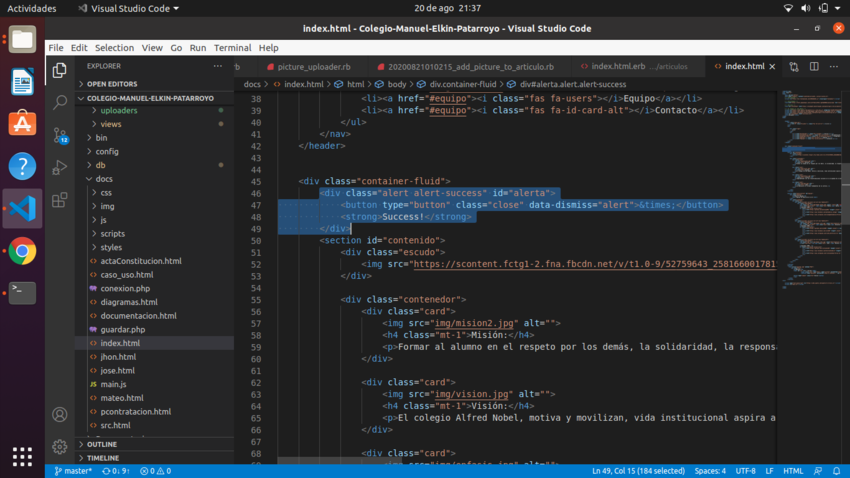 Actividades
Visual Studio Code
20 de ago 21:37
index.html - Colegio-Manuel-Elkin-Patarroyo - Visual Studio Code
File Edit Selection View Go Run Terminal Help
EXPLORER
OPEN EDITORS
COLEGIO-MANUEL-ELKIN-PATARROYO
uploaders
views
bin
config
db
docs
css
img
js
scripts
styles
actaConstitucion.html
caso_uso.html
conexion.php
diagramas.html
documentacion.html
guardar.php
index.html
jhon.html
jose.html
main.js
mateo.html
pcontratacion.html
src.html
OUTLINE
TIMELINE
12
rb
picture_uploader.rb
20200821010215_add_picture_to_articulo.rb
index.html.erb .../articulos
index.html
docs > index.html > html > body > div.container-fluid > div#alerta.alert.alert-success
38 <li><a href="#equipo"><i class="fas fa-users"></i>Equipo</a></li>
39 <li><a href="#equipo"><i class="fas fa-id-card-alt"></i>Contacto</a></li>
40 </ul>
41 </nav>
42 </header>
43
44
45 <div class="container-fluid">
46 <div class="alert alert-success" id="alerta">
47 <button type="button" class="close" data-dismiss="alert">&times;</button>
48 <strong>Success!</strong>
49 </div>
50 <section id="contenido">
51 <div class="escudo">
52 <img src="https://scontent.fctg1-2.fna.fbcdn.net/v/t1.0-9/52759643_258166001781
53 </div>
54
55 <div class="contenedor">
56 <div class="card">
57 <img src="img/mision2.jpg" alt="">
58 <h4 class="mt-1">Misión:</h4>
59 <p>Formar al alumno en el respeto por los demás, la solidaridad, la respons
60 </div>
61
62 <div class="card">
63 <img src="img/vision.jpg" alt="">
64 <h4 class="mt-1">Visión:</h4>
65 <p>El colegio Alfred Nobel, motiva y movilizan, vida institucional aspira a
66 </div>
67
68 <div class="card">
master* 0↓ 9↑ 0 0
Ln 49, Col 15 (184 selected) Spaces: 4 UTF-8 LF HTML